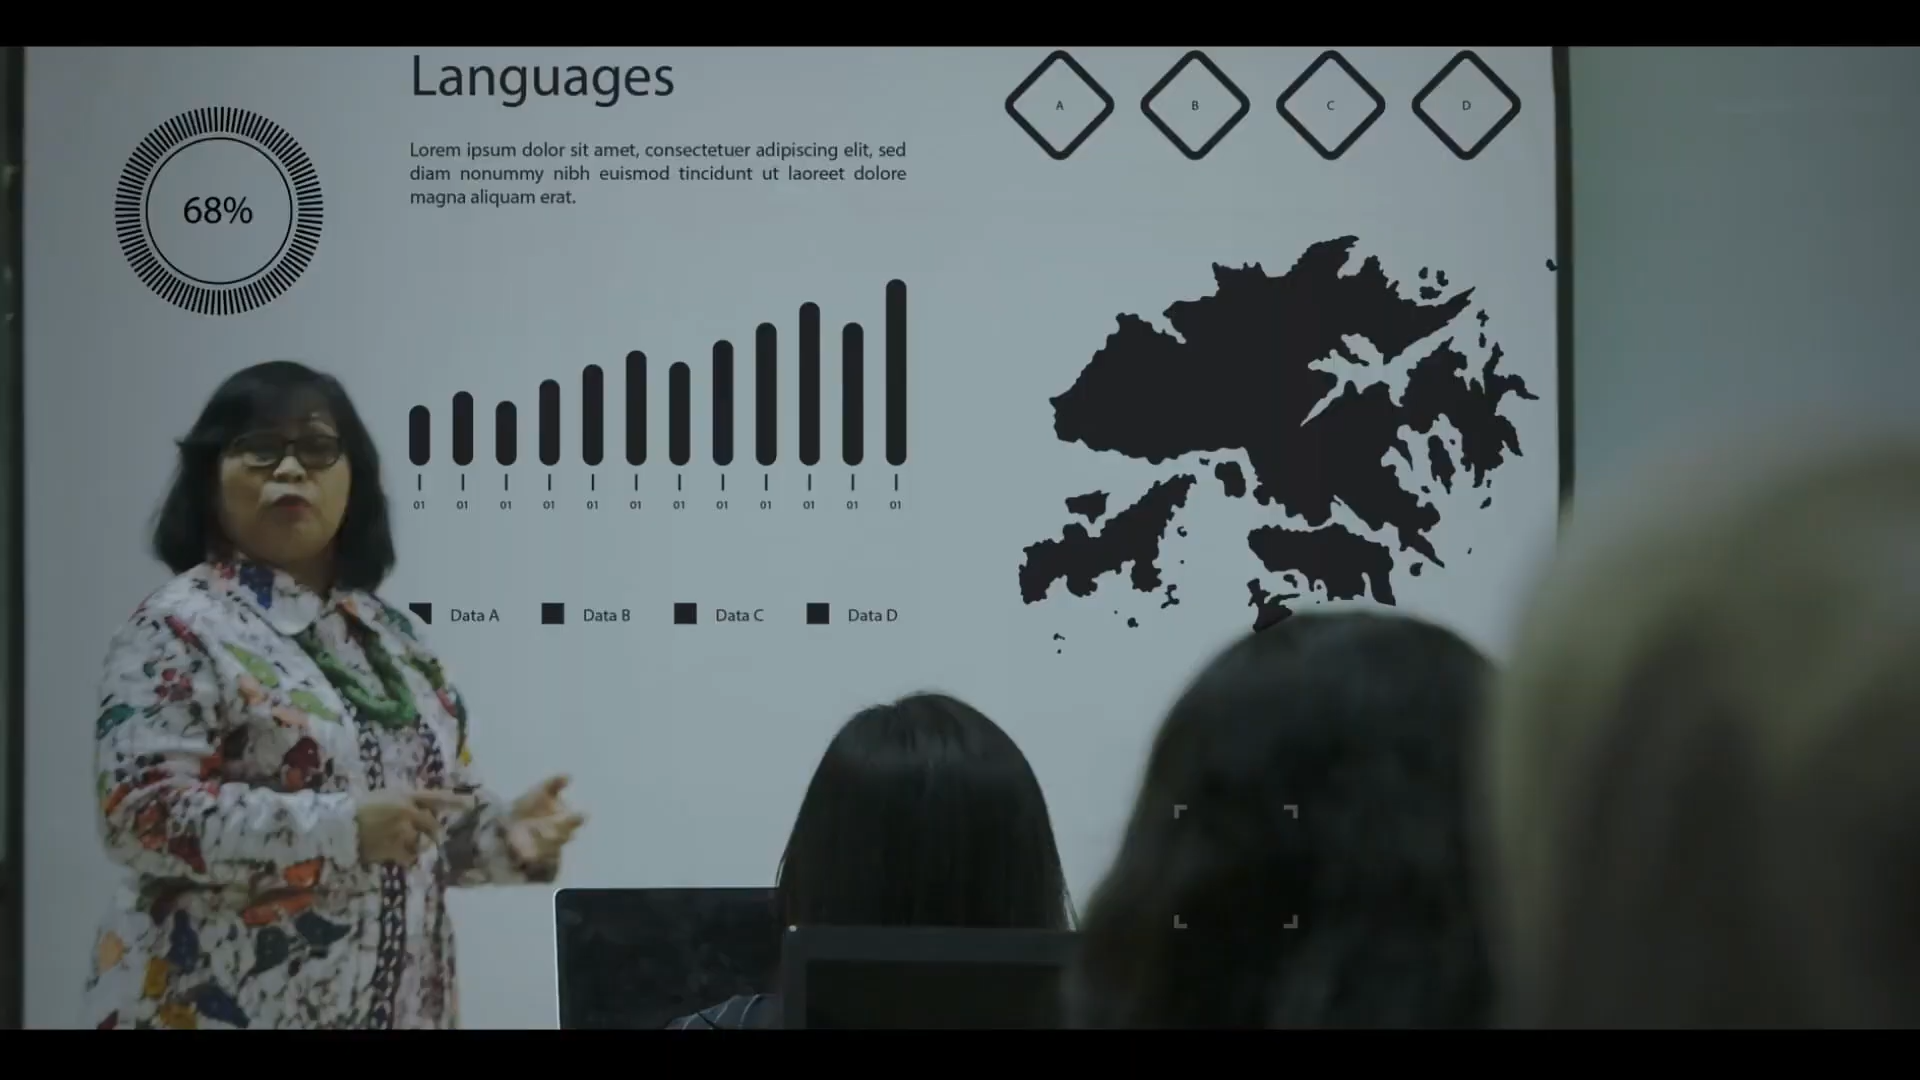 Languages
A B C D
Lorem ipsum dolor sit amet, consectetuer adipiscing elit, sed
diam nonummy nibh euismod tincidunt ut laoreet dolore
magna aliquam erat.
68%
01 01 01 01 01 01 01 01 01 01 01 01
Data A Data B Data C Data D